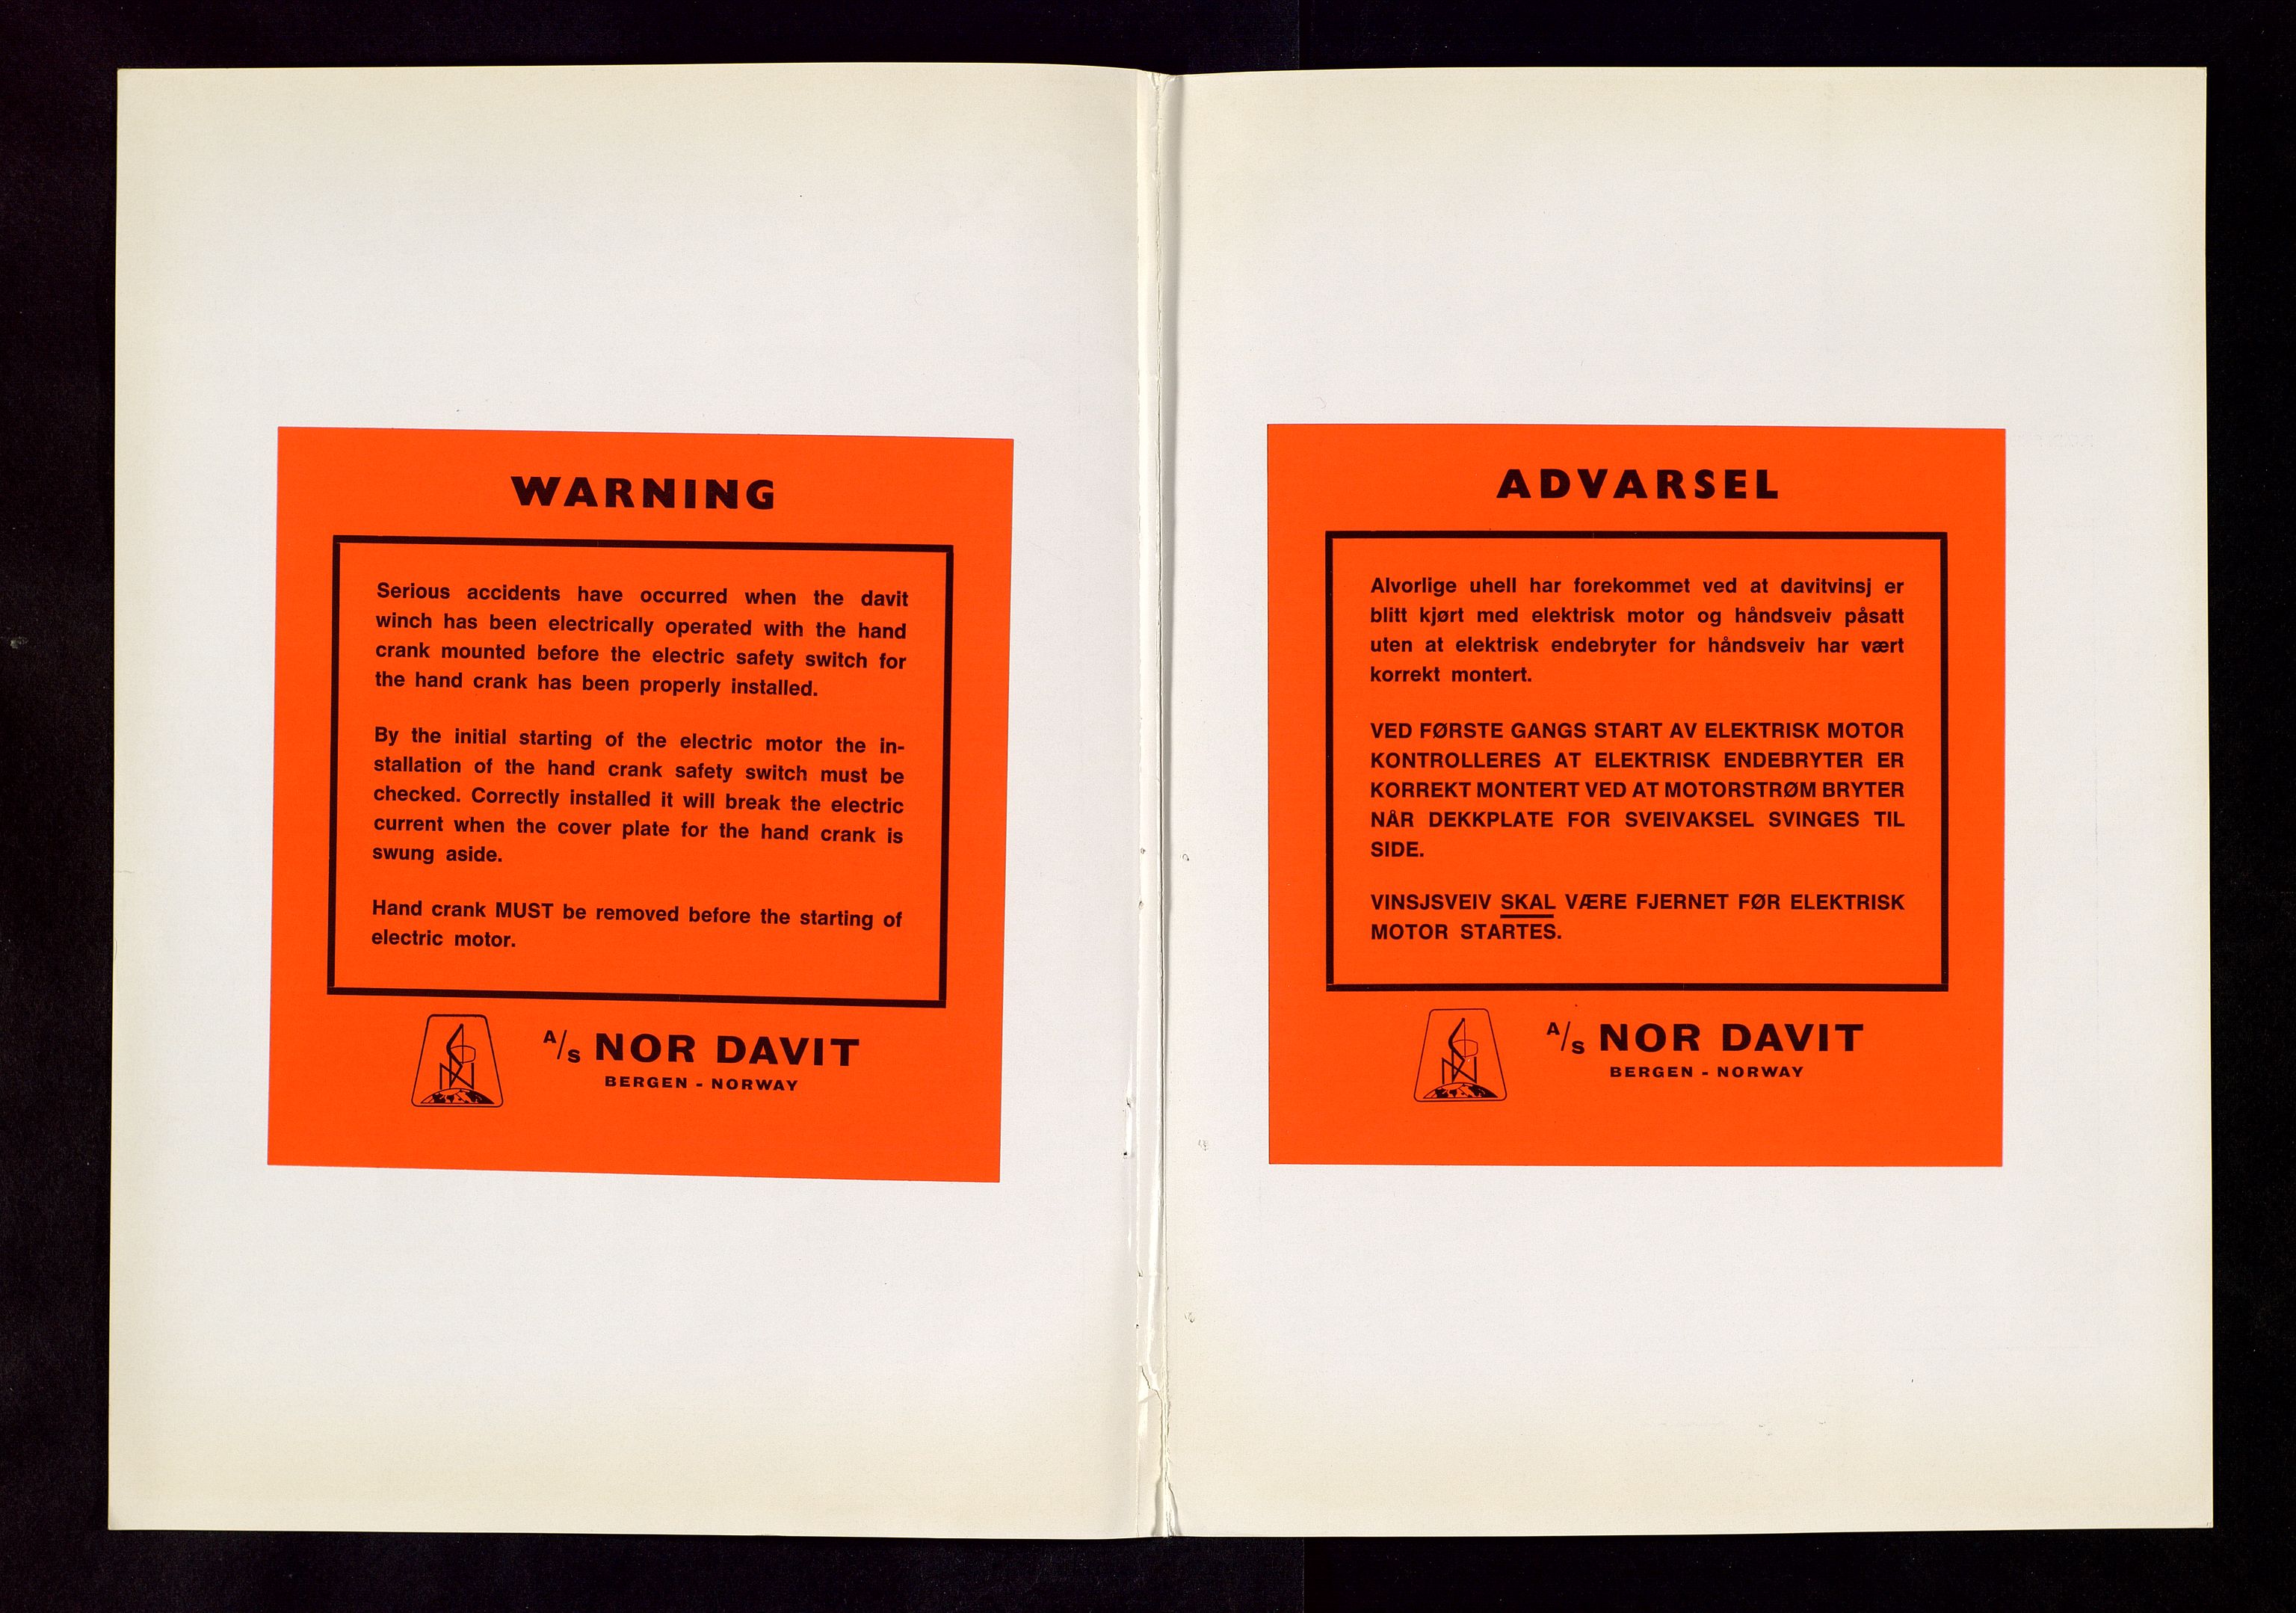 WARNING
Serious accidents have occurred when the davit
winch has been electrically operated with the hand
crank mounted before the electric safety switch for
the hand crank has been properly installed.
By the initial starting of the electric motor the in-
stallation of the hand crank safety switch must be
checked. Correctly installed it will break the electric
current when the cover plate for the hand crank is
swung aside.
Hand crank MUST be removed before the starting of
electric motor.
A/S NOR DAVIT
BERGEN - NORWAY
ADVARSEL
Alvorlige uhell har forekommet ved at davitvinsj er
blitt kjørt med elektrisk motor og håndsveiv påsatt
uten at elektrisk endebryter for håndsveiv har vært
korrekt montert.
VED FØRSTE GANGS START AV ELEKTRISK MOTOR
KONTROLLERES AT ELEKTRISK ENDEBRYTER ER
KORREKT MONTERT VED AT MOTORSTRØM BRYTER
NÅR DEKKPLATE FOR SVEIVAKSEL SVINGES TIL
SIDE.
VINSJSVEIV SKAL VÆRE FJERNET FØR ELEKTRISK
MOTOR STARTES.
A/S NOR DAVIT
BERGEN - NORWAY